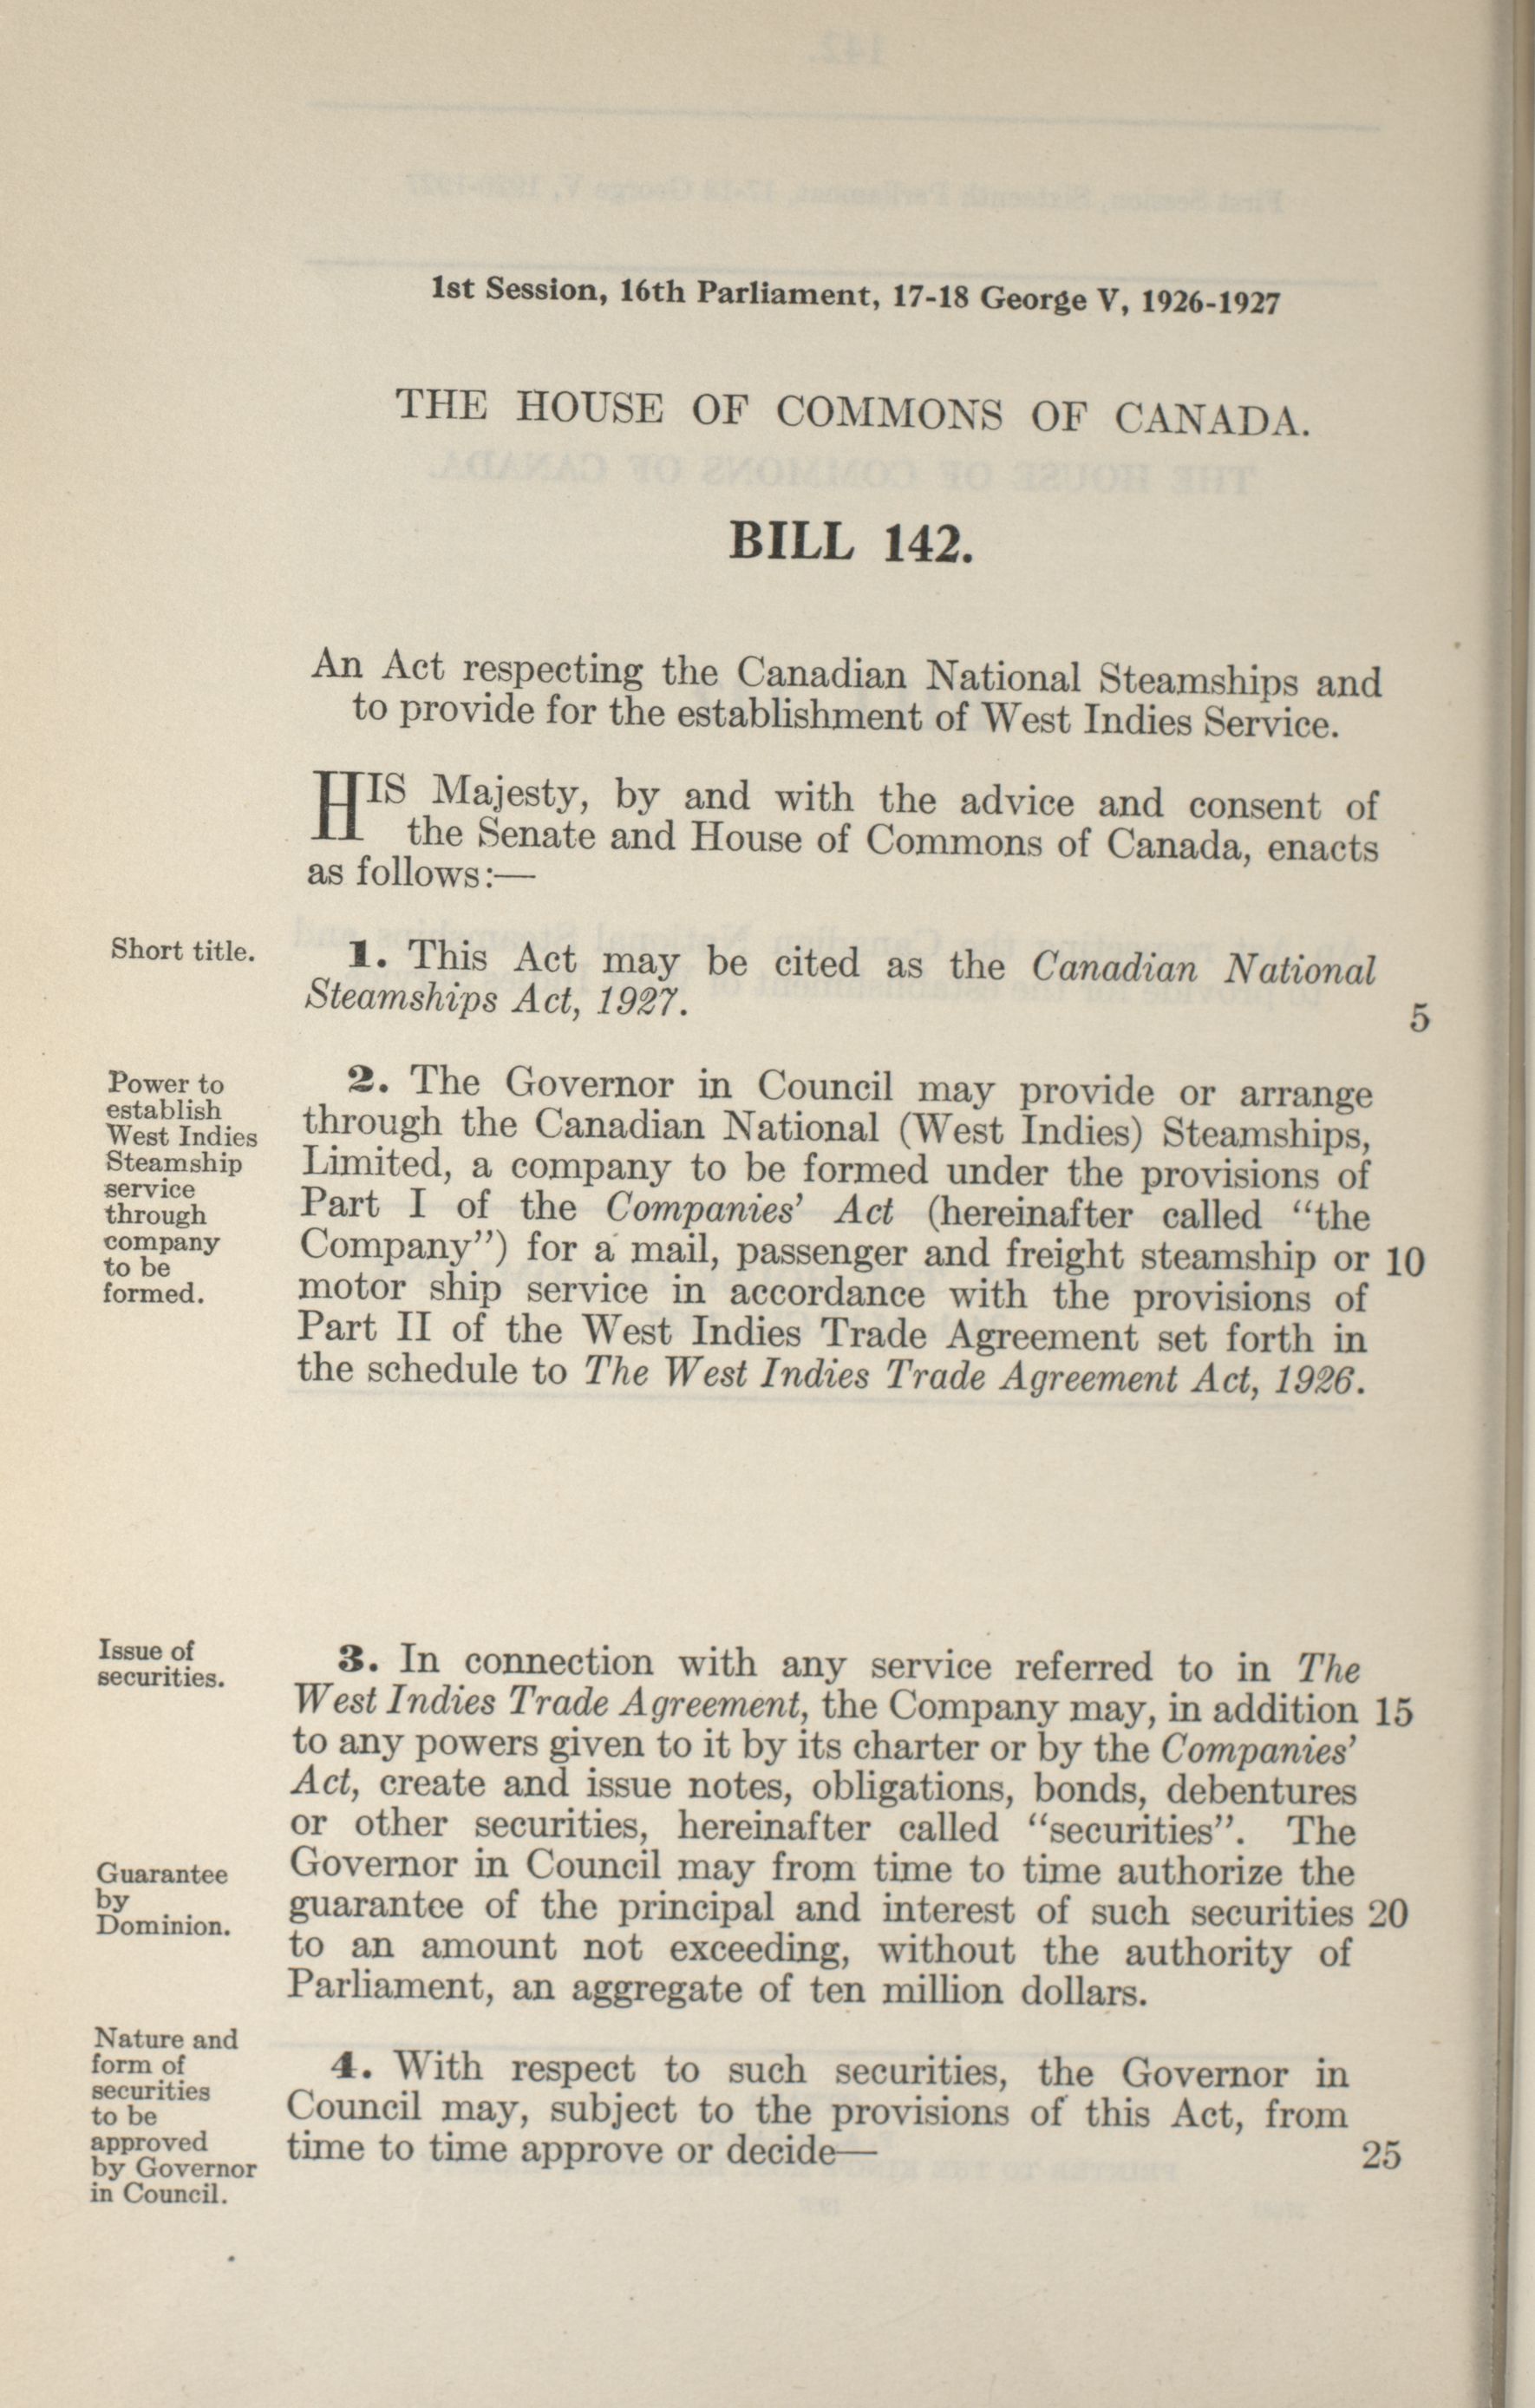 1st Session, 16th Parliament, 17-18 George V, 1926-1927
THE HOUSE OF COMMONS OF CANADA.
BILL 142.
An Act respecting the Canadian National Steamships and
to provide for the establishment of West Indies Service.
HIS Majesty, by and with the advice and consent of
the Senate and House of Commons of Canada, enacts
as follows:—
Short title.
1. This Act may be cited as the Canadian National
Steamships Act, 1927.
5
Power to
establish
West Indies
Steamship
service
through
company
to be
formed.
2. The Governor in Council may provide or arrange
through the Canadian National (West Indies) Steamships,
Limited, a company to be formed under the provisions of
Part I of the Companies' Act (hereinafter called “the
Company”) for a mail, passenger and freight steamship or 10
motor ship service in accordance with the provisions of
Part II of the West Indies Trade Agreement set forth in
the schedule to The West Indies Trade Agreement Act, 1926.
Issue of
securities.
3. In connection with any service referred to in The
West Indies Trade Agreement, the Company may, in addition 15
to any powers given to it by its charter or by the Companies'
Act, create and issue notes, obligations, bonds, debentures
or other securities, hereinafter called “securities”. The
Guarantee
by
Dominion.
Governor in Council may from time to time authorize the
guarantee of the principal and interest of such securities 20
to an amount not exceeding, without the authority of
Parliament, an aggregate of ten million dollars.
Nature and
form of
securities
to be
approved
by Governor
in Council.
4. With respect to such securities, the Governor in
Council may, subject to the provisions of this Act, from
time to time approve or decide—
25